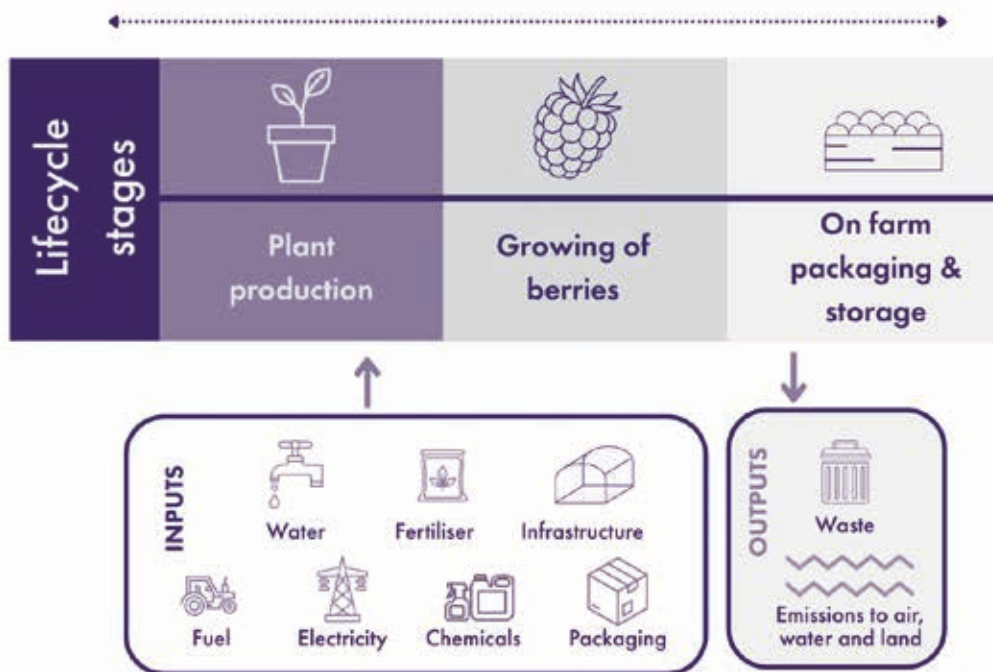 Lifecycle
stages
Plant
production
Growing of
berries
On farm
packaging &
storage
INPUTS
Water
Fertiliser
Infrastructure
Fuel
Electricity
Chemicals
Packaging
OUTPUTS
Waste
Emissions to air,
water and land